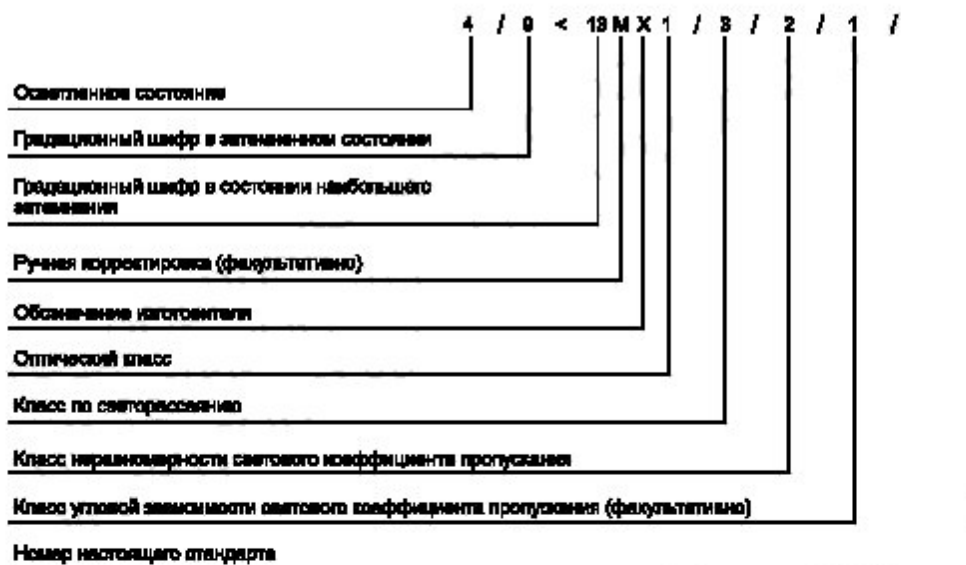 4 / 9 < 13 M X 1 / 3 / 2 / 1 /
Осветленное состояние
Градационный шифр в затемненном состоянии
Градационный шифр в состоянии наибольшего
затемнения
Ручная корректировка (факультативно)
Обозначение изготовителя
Оптический класс
Класс по светорассеянию
Класс неравномерности светового коэффициента пропускания
Класс угловой зависимости светового коэффициента пропускания (факультативно)
Номер настоящего стандарта